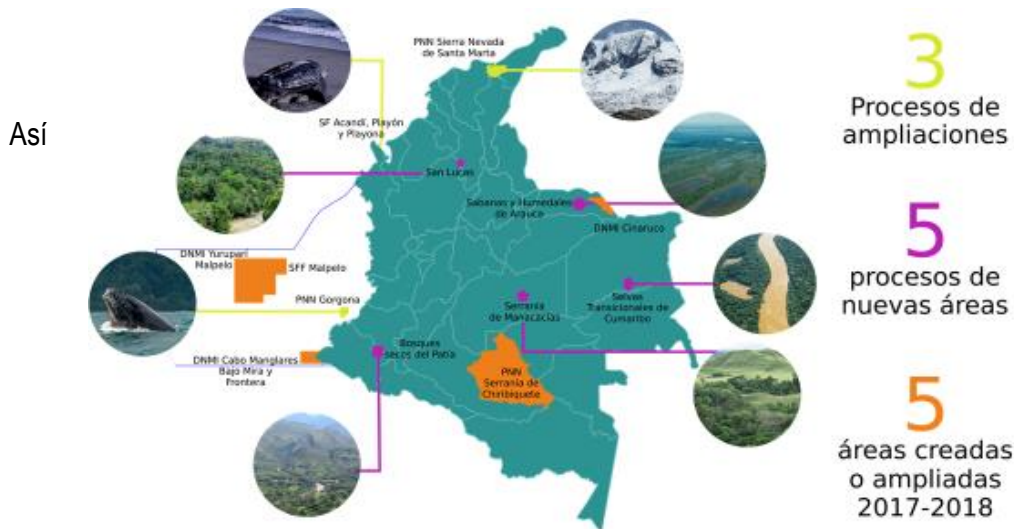 Así
PNN Sierra Nevada
de Santa Marta
SF Acandí, Playón
y Playona
San Lucas
Sabanas y Humedales
de Arauca
DNMI Cinaruco
DNMI Yuruparí
Malpelo
SFF Malpelo
PNN Gorgona
Serranía
de Manacacías
Selvas
Transicionales de
Cumaribo
Bosques
secos del Patía
DNMI Cabo Manglares
Bajo Mira y
Frontera
PNN
Serranía de
Chiribiquete
3
Procesos de
ampliaciones
5
procesos de
nuevas áreas
5
áreas creadas
o ampliadas
2017-2018